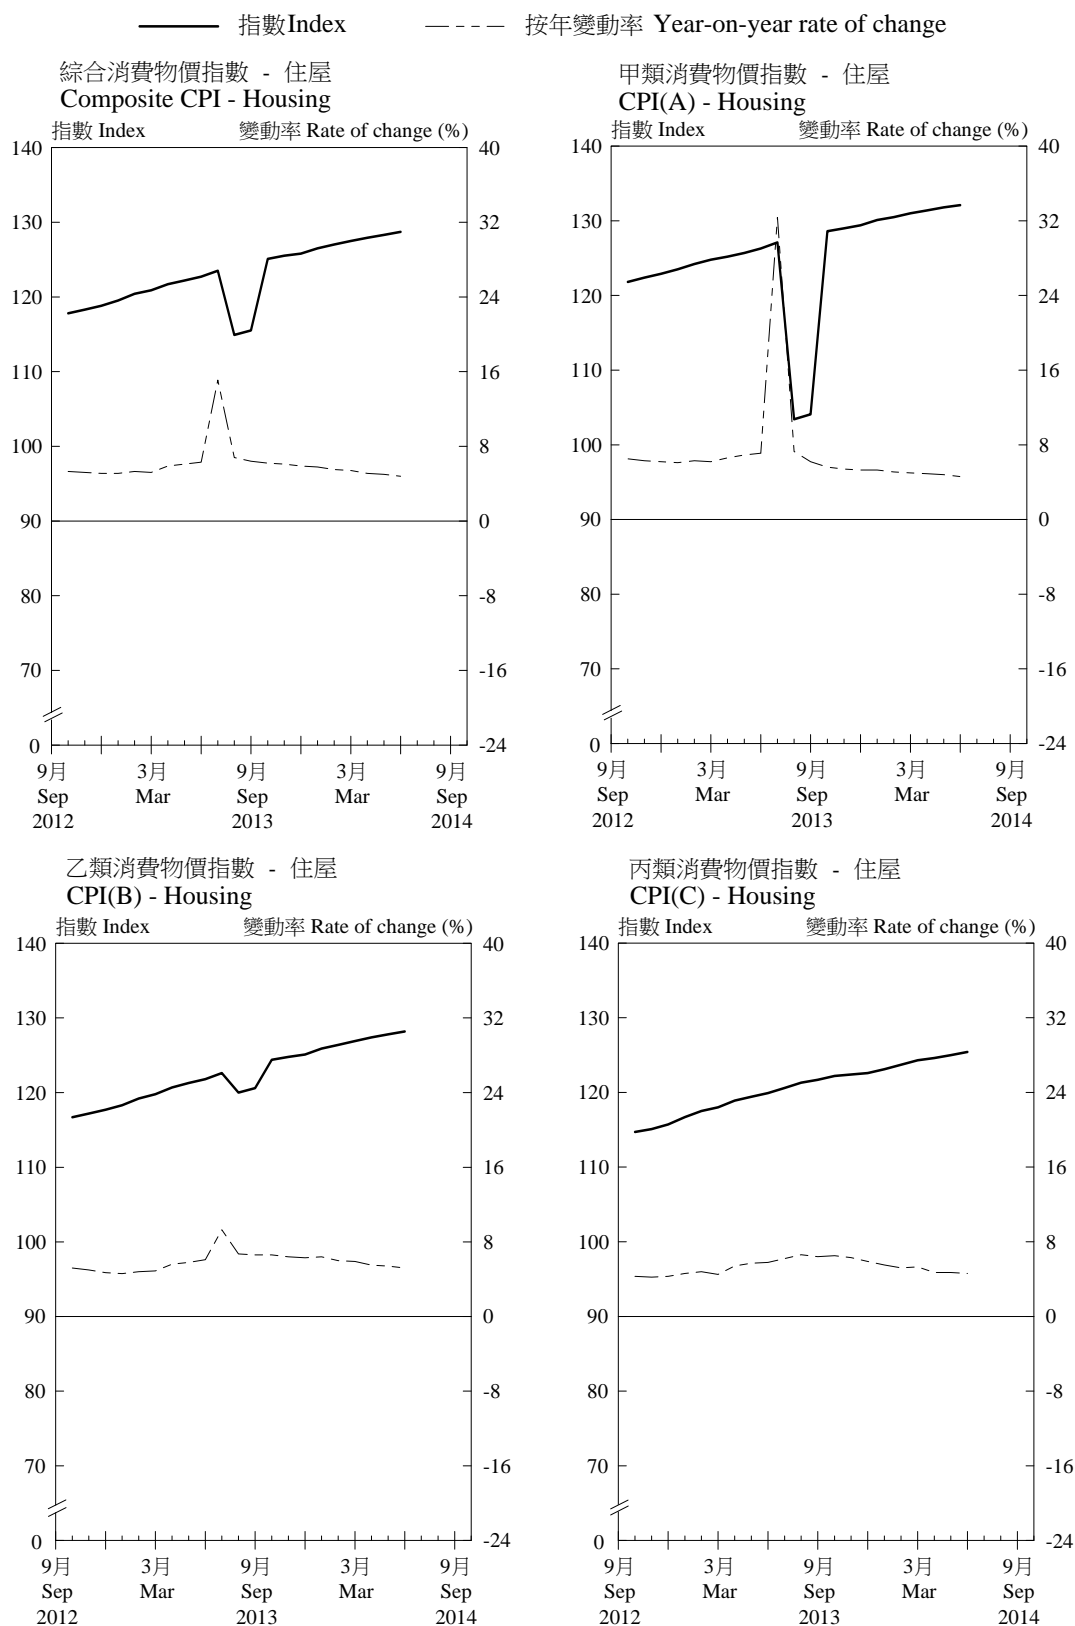 指數Index 按年變動率 Year-on-year rate of change
綜合消費物價指數 - 住屋
Composite CPI - Housing
指數 Index 變動率 Rate of change (%)
140 40
130 32
120 24
110 16
100 8
90 0
80 -8
70 -16
0 -24
9月 3月 9月 3月 9月
Sep Mar Sep Mar Sep
2012 2013 2014
甲類消費物價指數 - 住屋
CPI(A) - Housing
指數 Index 變動率 Rate of change (%)
140 40
130 32
120 24
110 16
100 8
90 0
80 -8
70 -16
0 -24
9月 3月 9月 3月 9月
Sep Mar Sep Mar Sep
2012 2013 2014
乙類消費物價指數 - 住屋
CPI(B) - Housing
指數 Index 變動率 Rate of change (%)
140 40
130 32
120 24
110 16
100 8
90 0
80 -8
70 -16
0 -24
9月 3月 9月 3月 9月
Sep Mar Sep Mar Sep
2012 2013 2014
丙類消費物價指數 - 住屋
CPI(C) - Housing
指數 Index 變動率 Rate of change (%)
140 40
130 32
120 24
110 16
100 8
90 0
80 -8
70 -16
0 -24
9月 3月 9月 3月 9月
Sep Mar Sep Mar Sep
2012 2013 2014